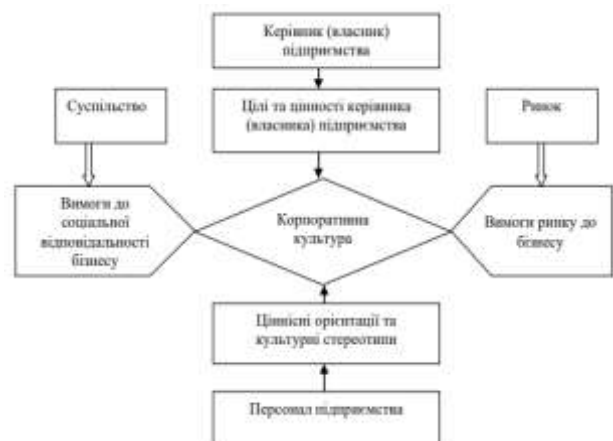 Керівник (власник)
підприємства
Суспільство
Цілі та цінності керівника
(власника) підприємства
Ринок
Вимоги до
соціальної
відповідальності
бізнесу
Корпоративна
культура
Вимоги ринку до
бізнесу
Ціннісні орієнтації та
культурні стереотипи
Персонал підприємства